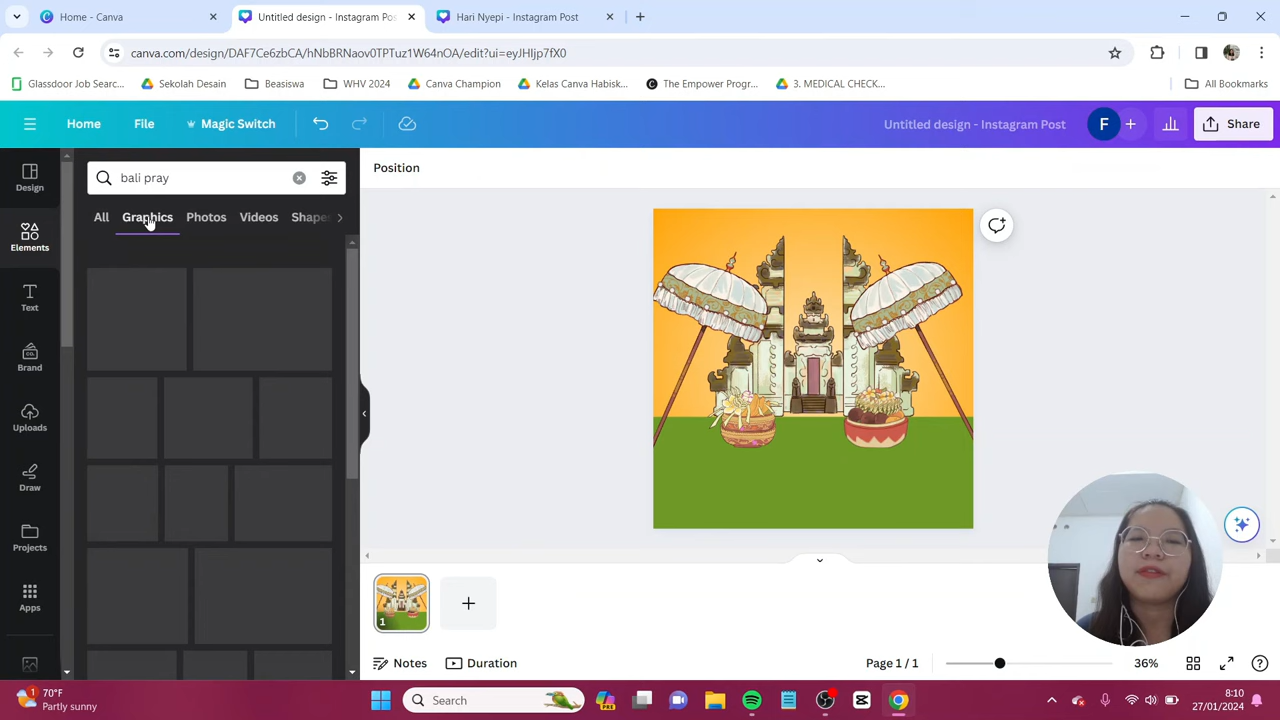 Home - Canva
Untitled design - Instagram Pos
Hari Nyepi - Instagram Post
canva.com/design/DAF7Ce6zbCA/hNbBRNaov0TPTuz1W64nOA/edit?ui=eyJHIjp7fX0
Glassdoor Job Searc...
Sekolah Desain
Beasiswa
WHV 2024
Canva Champion
Kelas Canva Habisk...
The Empower Progr...
3. MEDICAL CHECK...
All Bookmarks
Home
File
Magic Switch
Untitled design - Instagram Post
F
Share
Design
Elements
Text
Brand
Uploads
Draw
Projects
Apps
bali pray
All
Graphics
Photos
Videos
Shape
Position
1
Notes
Duration
Page 1 / 1
36%
1
70°F
Partly sunny
Search
PRE
8:10
27/01/2024